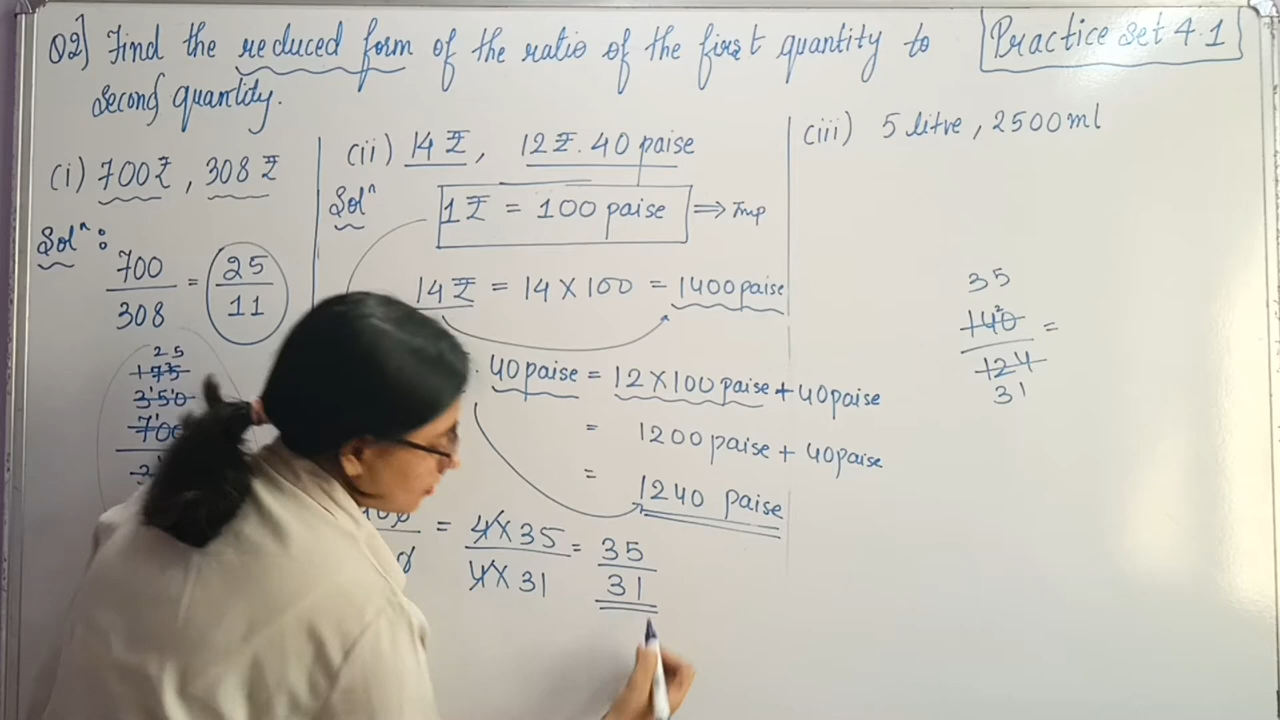 Q2] Find the reduced form of the ratio of the first quantity to
second quantity.
Practice Set 4.1
(i) 700₹, 308 ₹
Solⁿ:
700/308 = 25/11
25
175
350
700
(ii) 14 ₹, 12 ₹. 40 paise
Solⁿ
1₹ = 100 paise ⇒ Imp
14 ₹ = 14 X 100 = 1400 paise
40 paise = 12 X 100 paise + 40 paise
= 1200 paise + 40 paise
= 1240 paise
= 4 X 35 / 4 X 31 = 35/31
(iii) 5 litre, 2500 ml
35
140 =
124
31